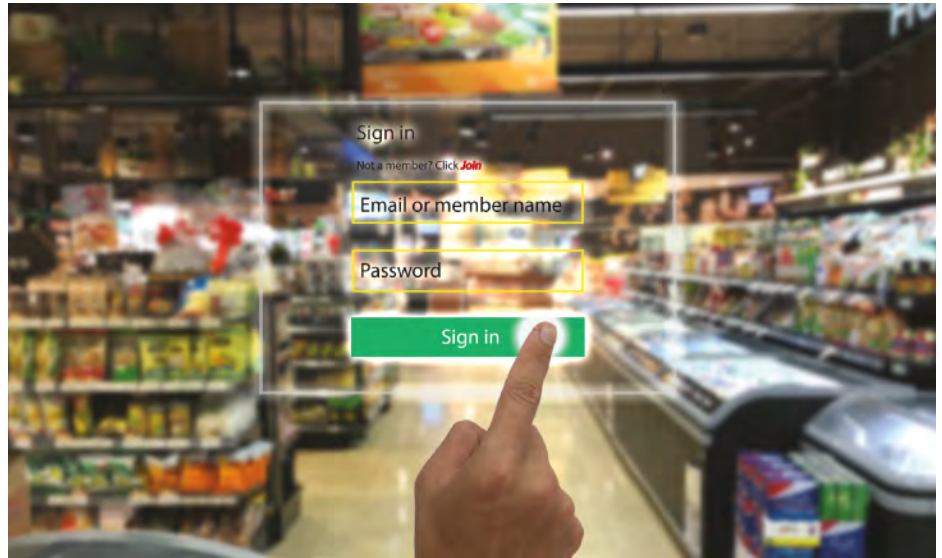 Sign in
Not a member? Click Join
Email or member name
Password
Sign in